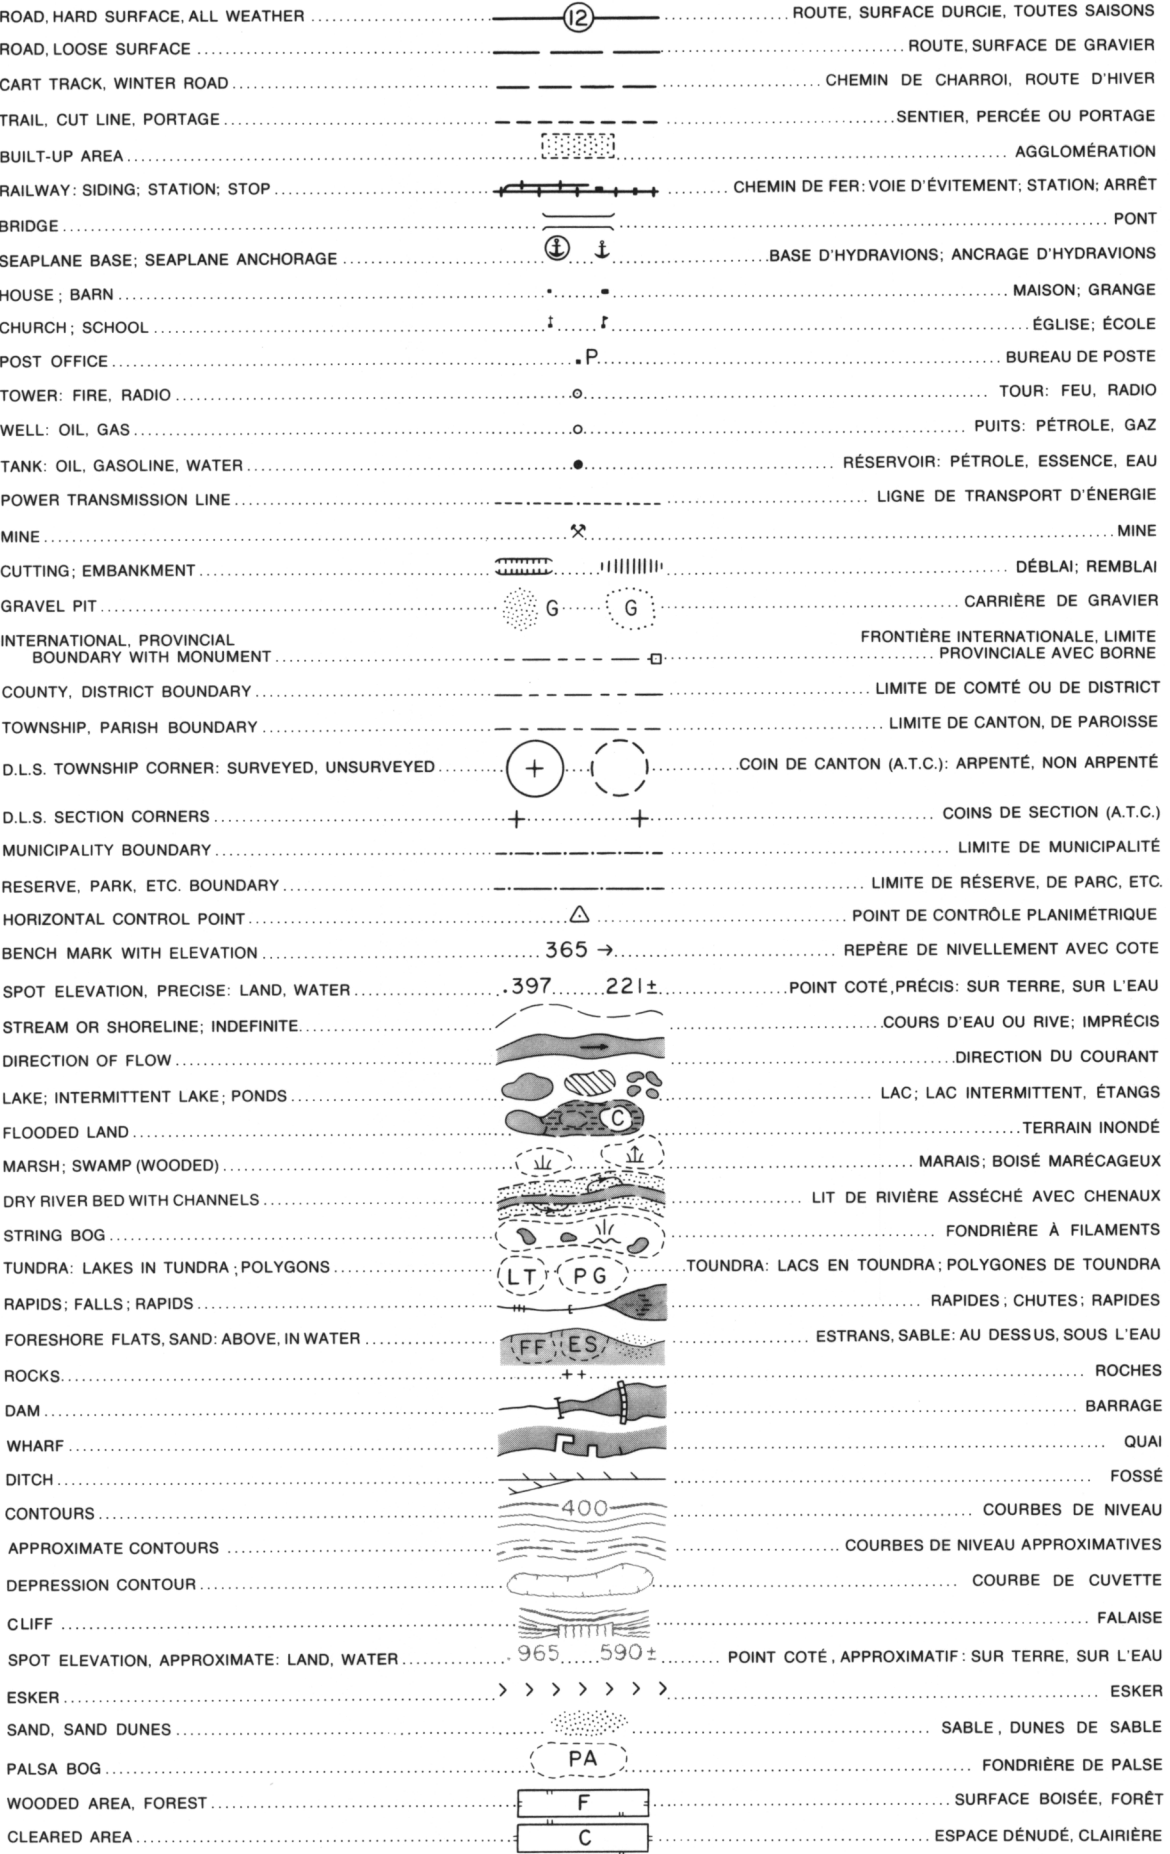 ROAD, HARD SURFACE, ALL WEATHER 12 ROUTE, SURFACE DURCIE, TOUTES SAISONS
ROAD, LOOSE SURFACE ROUTE, SURFACE DE GRAVIER
CART TRACK, WINTER ROAD CHEMIN DE CHARROI, ROUTE D'HIVER
TRAIL, CUT LINE, PORTAGE SENTIER, PERCÉE OU PORTAGE
BUILT-UP AREA AGGLOMÉRATION
RAILWAY: SIDING; STATION; STOP CHEMIN DE FER: VOIE D'ÉVITEMENT; STATION; ARRÊT
BRIDGE PONT
SEAPLANE BASE; SEAPLANE ANCHORAGE BASE D'HYDRAVIONS; ANCRAGE D'HYDRAVIONS
HOUSE; BARN MAISON; GRANGE
CHURCH; SCHOOL ÉGLISE; ÉCOLE
POST OFFICE P BUREAU DE POSTE
TOWER: FIRE, RADIO TOUR: FEU, RADIO
WELL: OIL, GAS PUITS: PÉTROLE, GAZ
TANK: OIL, GASOLINE, WATER RÉSERVOIR: PÉTROLE, ESSENCE, EAU
POWER TRANSMISSION LINE LIGNE DE TRANSPORT D'ÉNERGIE
MINE MINE
CUTTING; EMBANKMENT DÉBLAI; REMBLAI
GRAVEL PIT G G CARRIÈRE DE GRAVIER
INTERNATIONAL, PROVINCIAL FRONTIÈRE INTERNATIONALE, LIMITE
BOUNDARY WITH MONUMENT PROVINCIALE AVEC BORNE
COUNTY, DISTRICT BOUNDARY LIMITE DE COMTÉ OU DE DISTRICT
TOWNSHIP, PARISH BOUNDARY LIMITE DE CANTON, DE PAROISSE
D.L.S. TOWNSHIP CORNER: SURVEYED, UNSURVEYED COIN DE CANTON (A.T.C.): ARPENTÉ, NON ARPENTÉ
D.L.S. SECTION CORNERS COINS DE SECTION (A.T.C.)
MUNICIPALITY BOUNDARY LIMITE DE MUNICIPALITÉ
RESERVE, PARK, ETC. BOUNDARY LIMITE DE RÉSERVE, DE PARC, ETC.
HORIZONTAL CONTROL POINT POINT DE CONTRÔLE PLANIMÉTRIQUE
BENCH MARK WITH ELEVATION 365 → REPÈRE DE NIVELLEMENT AVEC COTE
SPOT ELEVATION, PRECISE: LAND, WATER .397 221± POINT COTÉ, PRÉCIS: SUR TERRE, SUR L'EAU
STREAM OR SHORELINE; INDEFINITE COURS D'EAU OU RIVE; IMPRÉCIS
DIRECTION OF FLOW DIRECTION DU COURANT
LAKE; INTERMITTENT LAKE; PONDS LAC; LAC INTERMITTENT, ÉTANGS
FLOODED LAND C TERRAIN INONDÉ
MARSH; SWAMP (WOODED) MARAIS; BOISÉ MARÉCAGEUX
DRY RIVER BED WITH CHANNELS LIT DE RIVIÈRE ASSÉCHÉ AVEC CHENAUX
STRING BOG FONDRIÈRE À FILAMENTS
TUNDRA: LAKES IN TUNDRA; POLYGONS LT PG TOUNDRA: LACS EN TOUNDRA; POLYGONES DE TOUNDRA
RAPIDS; FALLS; RAPIDS RAPIDES; CHUTES; RAPIDES
FORESHORE FLATS, SAND: ABOVE, IN WATER FF ES ESTRANS, SABLE: AU DESSUS, SOUS L'EAU
ROCKS ++ ROCHES
DAM BARRAGE
WHARF QUAI
DITCH FOSSÉ
CONTOURS 400 COURBES DE NIVEAU
APPROXIMATE CONTOURS COURBES DE NIVEAU APPROXIMATIVES
DEPRESSION CONTOUR COURBE DE CUVETTE
CLIFF FALAISE
SPOT ELEVATION, APPROXIMATE: LAND, WATER .965 590± POINT COTÉ, APPROXIMATIF: SUR TERRE, SUR L'EAU
ESKER ESKER
SAND, SAND DUNES SABLE, DUNES DE SABLE
PALSA BOG PA FONDRIÈRE DE PALSE
WOODED AREA, FOREST F SURFACE BOISÉE, FORÊT
CLEARED AREA C ESPACE DÉNUDÉ, CLAIRIÈRE